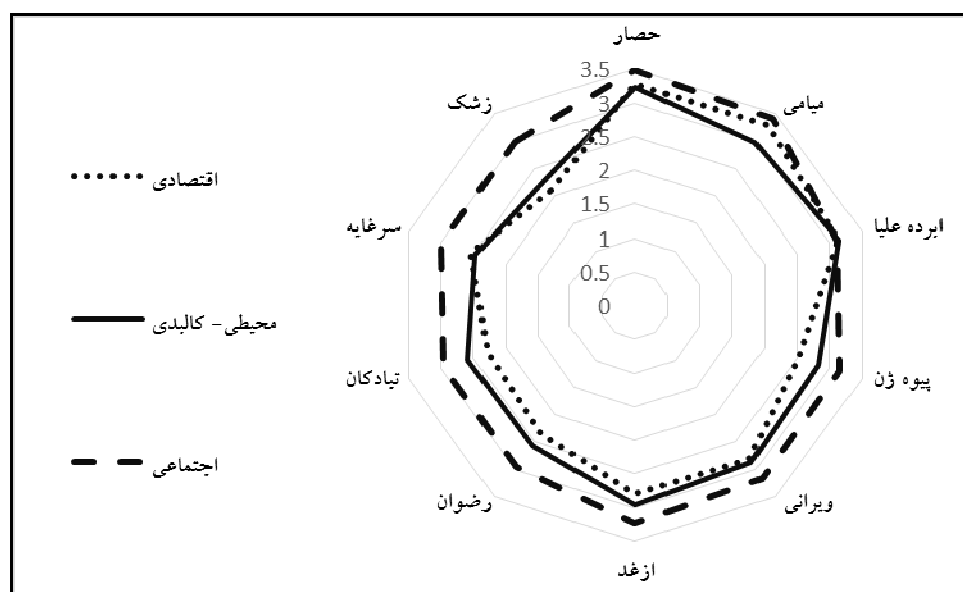 حصار
میامی
ابرده علیا
پیوه ژن
ویرانی
ازغد
رضوان
تبادکان
سرغایه
زشک
3.5
3
2.5
2
1.5
1
0.5
0
اقتصادی
محیطی- کالبدی
اجتماعی